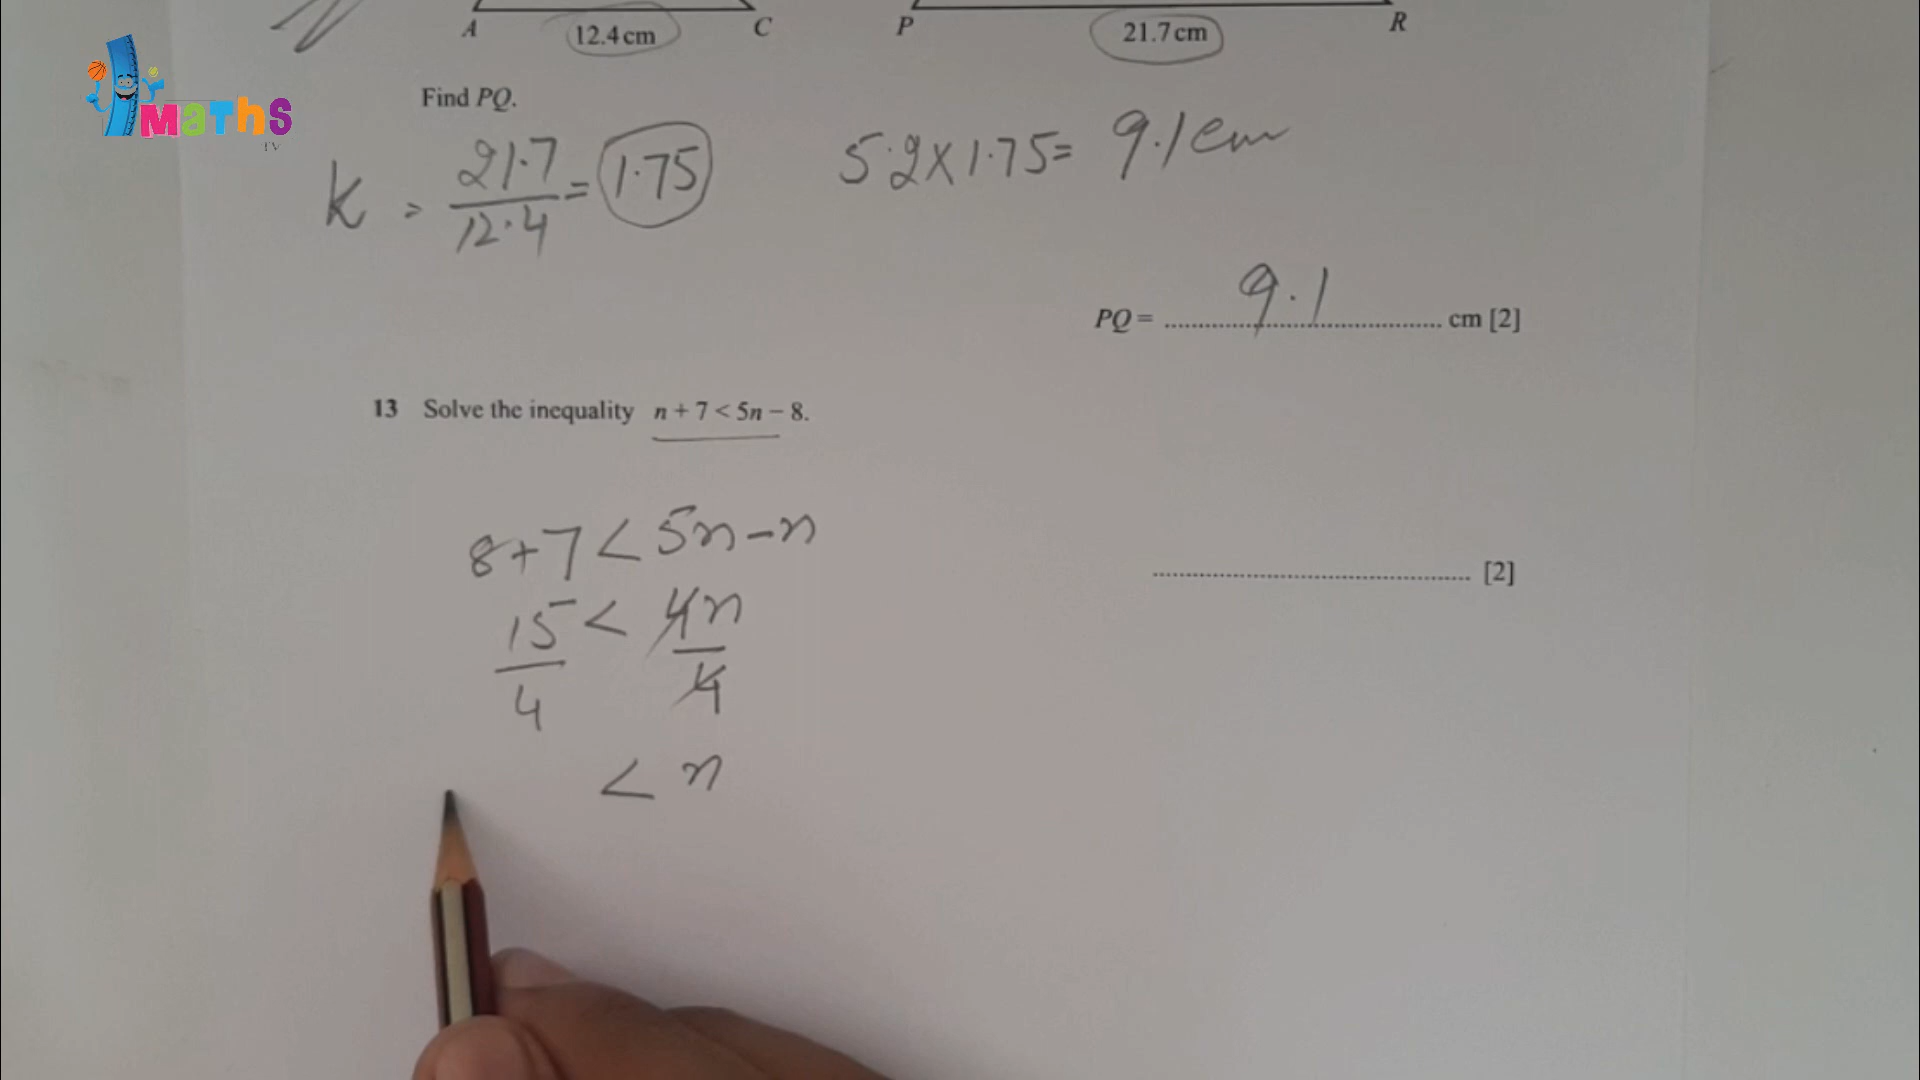 A 12.4 cm C P 21.7 cm R
MaThS
TV
Find PQ.
K = 21.7 / 12.4 = 1.75
5.2 x 1.75 = 9.1 cm
PQ = 9.1 cm [2]
13 Solve the inequality n + 7 < 5n − 8.
8+7 < 5n-n
[2]
15 < 4n
4 4
< n